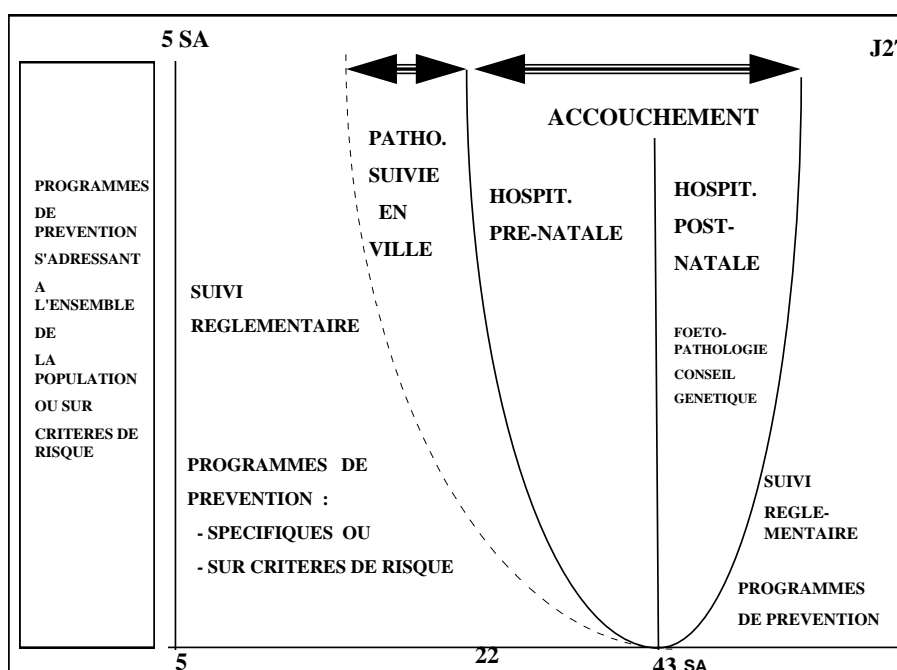 5 SA
J27
PROGRAMMES
DE
PREVENTION
S'ADRESSANT
A
L'ENSEMBLE
DE
LA
POPULATION
OU SUR
CRITERES DE
RISQUE
SUIVI
REGLEMENTAIRE
PROGRAMMES DE
PREVENTION :
- SPECIFIQUES OU
- SUR CRITERES DE RISQUE
PATHO.
SUIVIE
EN
VILLE
HOSPIT.
PRE-NATALE
ACCOUCHEMENT
HOSPIT.
POST-
NATALE
FOETO-
PATHOLOGIE
CONSEIL
GENETIQUE
SUIVI
REGLE-
MENTAIRE
PROGRAMMES
DE PREVENTION
5
22
43 SA